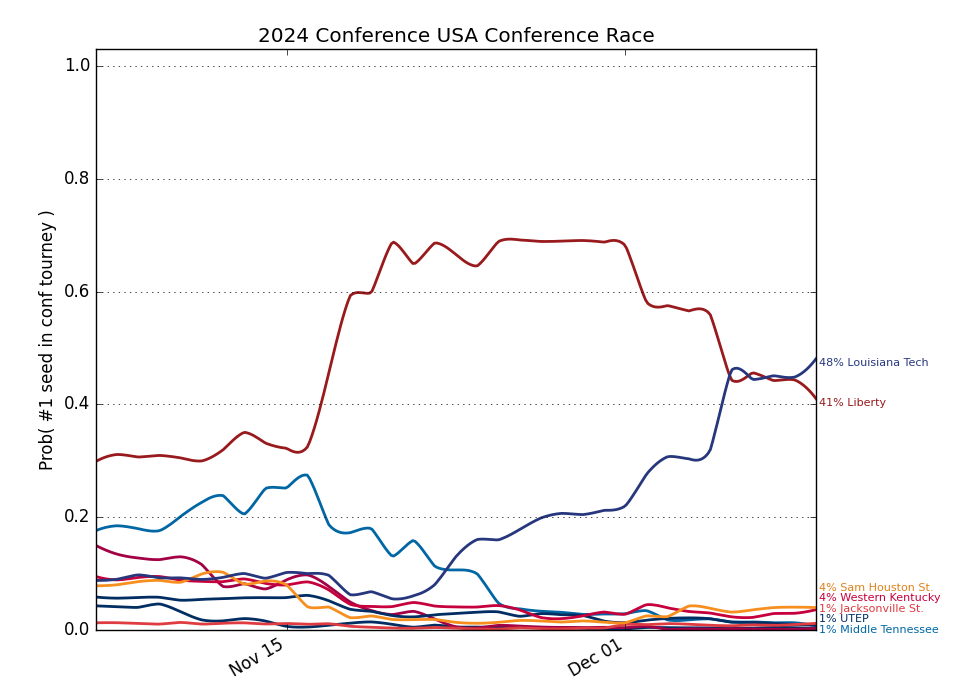 2024 Conference USA Conference Race
Prob( #1 seed in conf tourney )
1.0
0.8
0.6
0.4
0.2
0.0
Nov 15
Dec 01
48% Louisiana Tech
41% Liberty
4% Sam Houston St.
4% Western Kentucky
1% Jacksonville St.
1% UTEP
1% Middle Tennessee